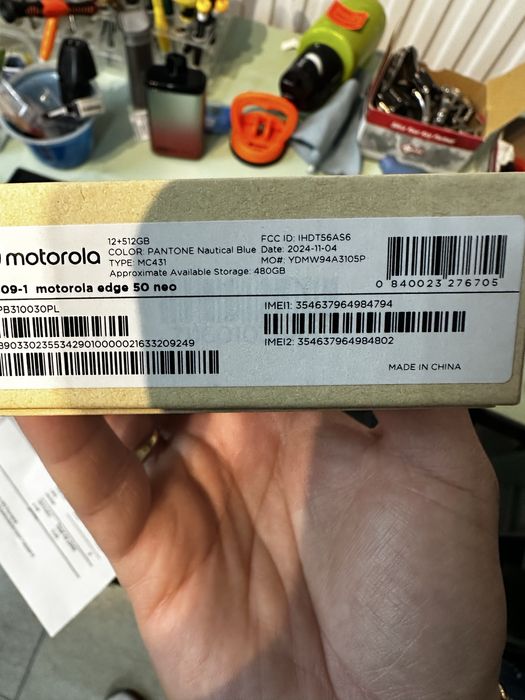 motorola
12+512GB
COLOR: PANTONE Nautical Blue
TYPE: MC431
Approximate Available Storage: 480GB
FCC ID: IHDT56AS6
Date: 2024-11-04
MO#: YDMW94A3105P
0 840023 276705
09-1 motorola edge 50 neo
PB310030PL
89033023553429010000021633209249
IMEI1: 354637964984794
IMEI2: 354637964984802
MADE IN CHINA